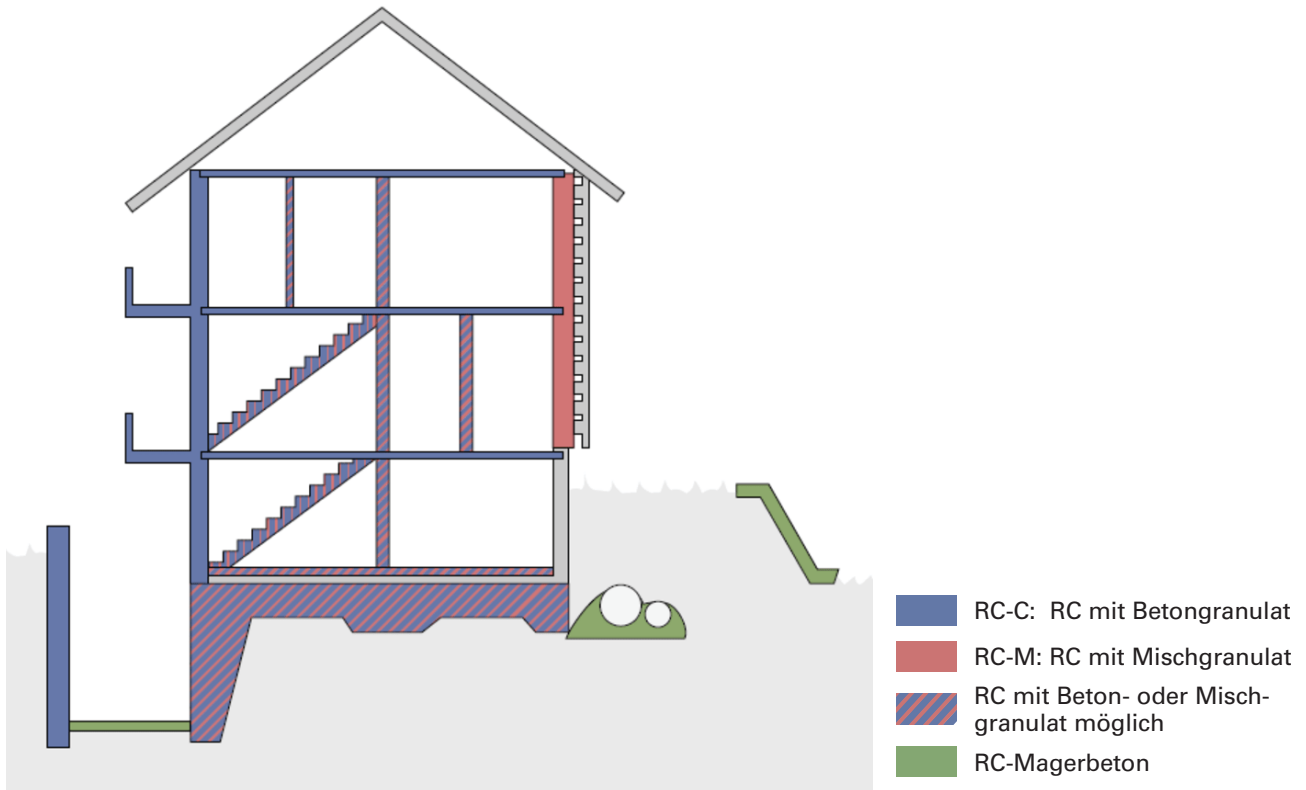 RC-C: RC mit Betongranulat
RC-M: RC mit Mischgranulat
RC mit Beton- oder Misch-
granulat möglich
RC-Magerbeton